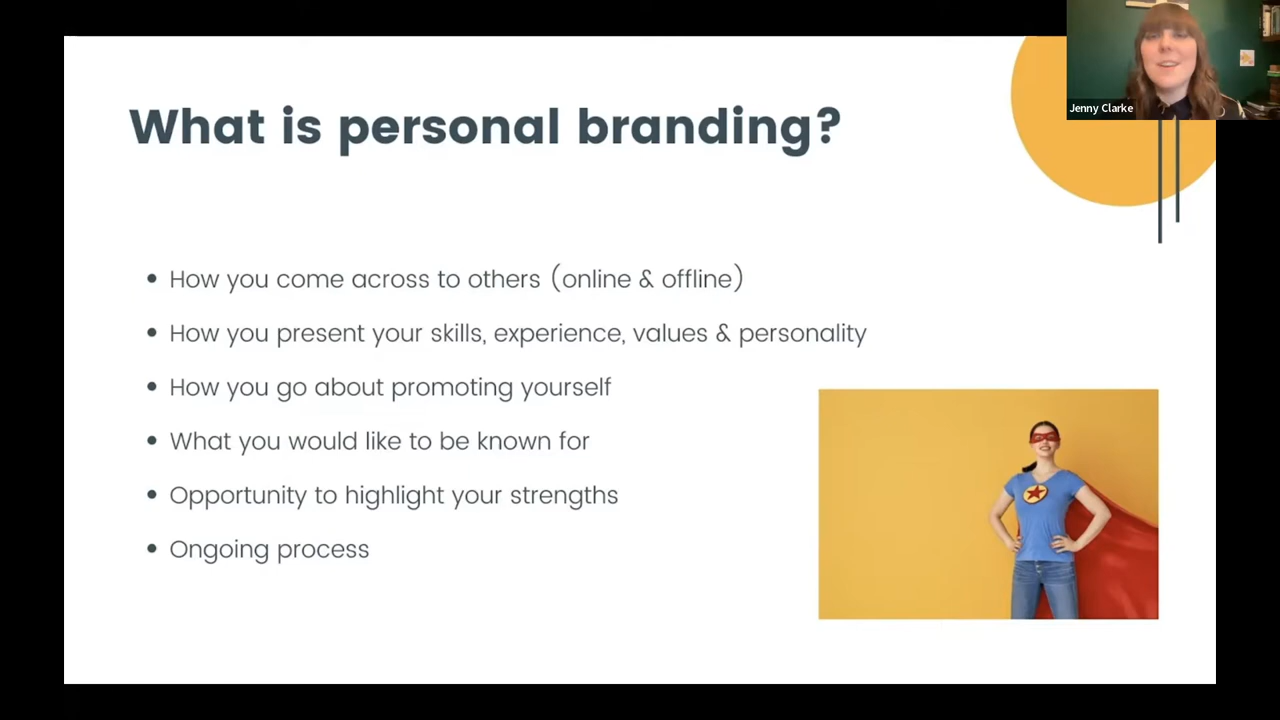 What is personal branding?
Jenny Clarke
How you come across to others (online & offline)
How you present your skills, experience, values & personality
How you go about promoting yourself
What you would like to be known for
Opportunity to highlight your strengths
Ongoing process